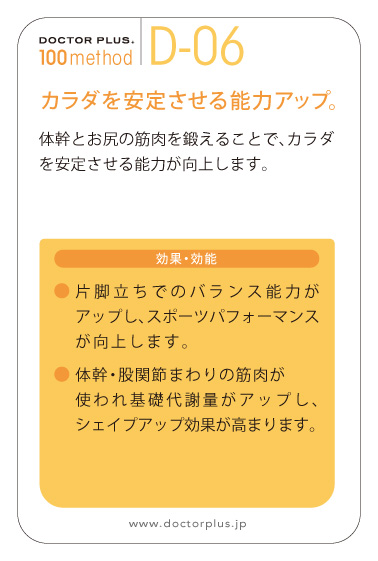 DOCTOR PLUS.
100method
D-06
カラダを安定させる能力アップ。
体幹とお尻の筋肉を鍛えることで、カラダ
を安定させる能力が向上します。
効果・効能
● 片脚立ちでのバランス能力が
アップし、スポーツパフォーマンス
が向上します。
● 体幹・股関節まわりの筋肉が
使われ基礎代謝量がアップし、
シェイプアップ効果が高まります。
www.doctorplus.jp